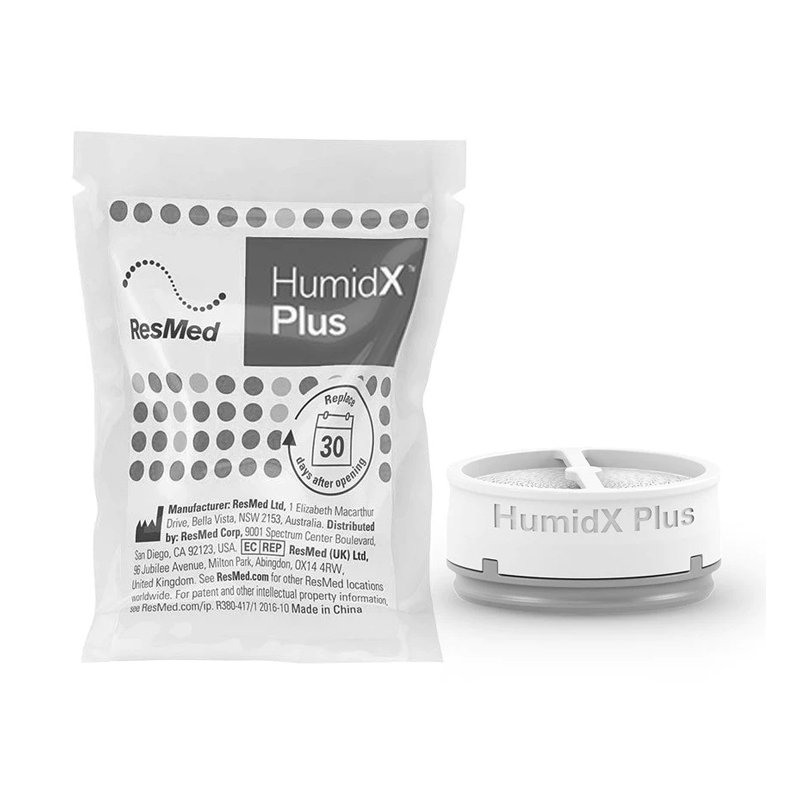 ResMed
HumidX™
Plus
Replace
30
days after opening
Manufacturer: ResMed Ltd, 1 Elizabeth Macarthur
Drive, Bella Vista, NSW 2153, Australia. Distributed
by: ResMed Corp, 9001 Spectrum Center Boulevard,
San Diego, CA 92123, USA. EC REP ResMed (UK) Ltd,
96 Jubilee Avenue, Milton Park, Abingdon, OX14 4RW,
United Kingdom. See ResMed.com for other ResMed locations
worldwide. For patent and other intellectual property information,
see ResMed.com/ip. R380-417/1 2016-10 Made in China
HumidX Plus